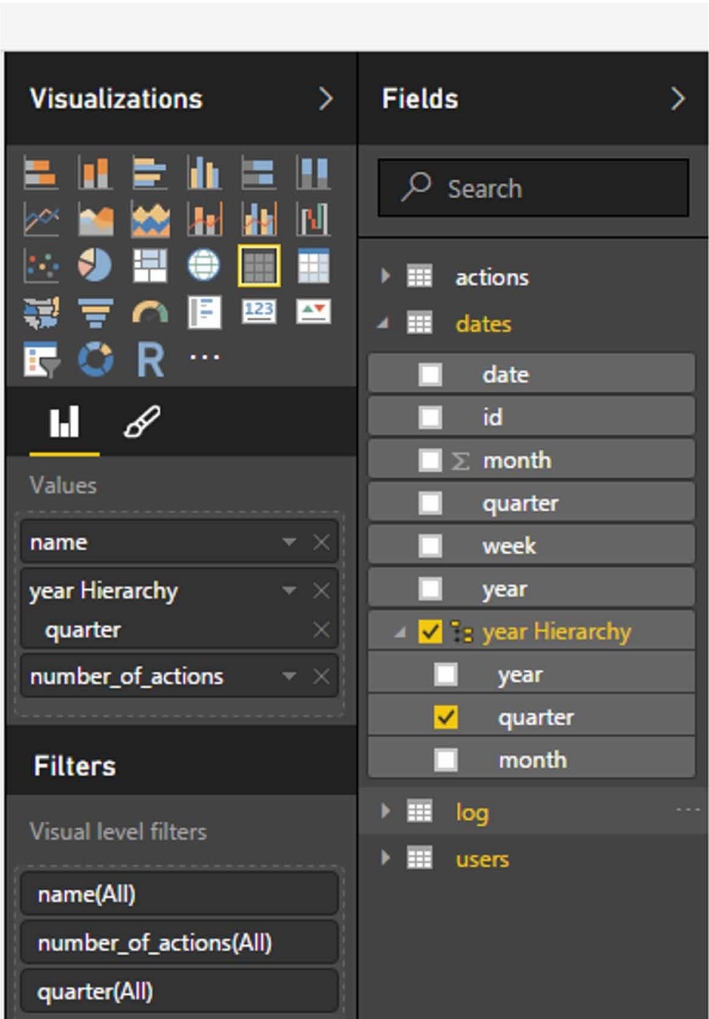 Visualizations
Fields
Search
123
R
...
Values
name
year Hierarchy
quarter
number_of_actions
Filters
Visual level filters
name(All)
number_of_actions(All)
quarter(All)
actions
dates
date
id
Σ month
quarter
week
year
year Hierarchy
year
quarter
month
log
...
users